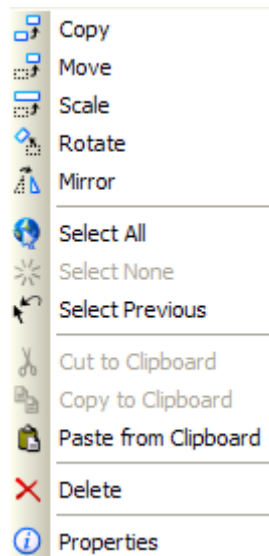 Copy
Move
Scale
Rotate
Mirror
Select All
Select None
Select Previous
Cut to Clipboard
Copy to Clipboard
Paste from Clipboard
Delete
Properties